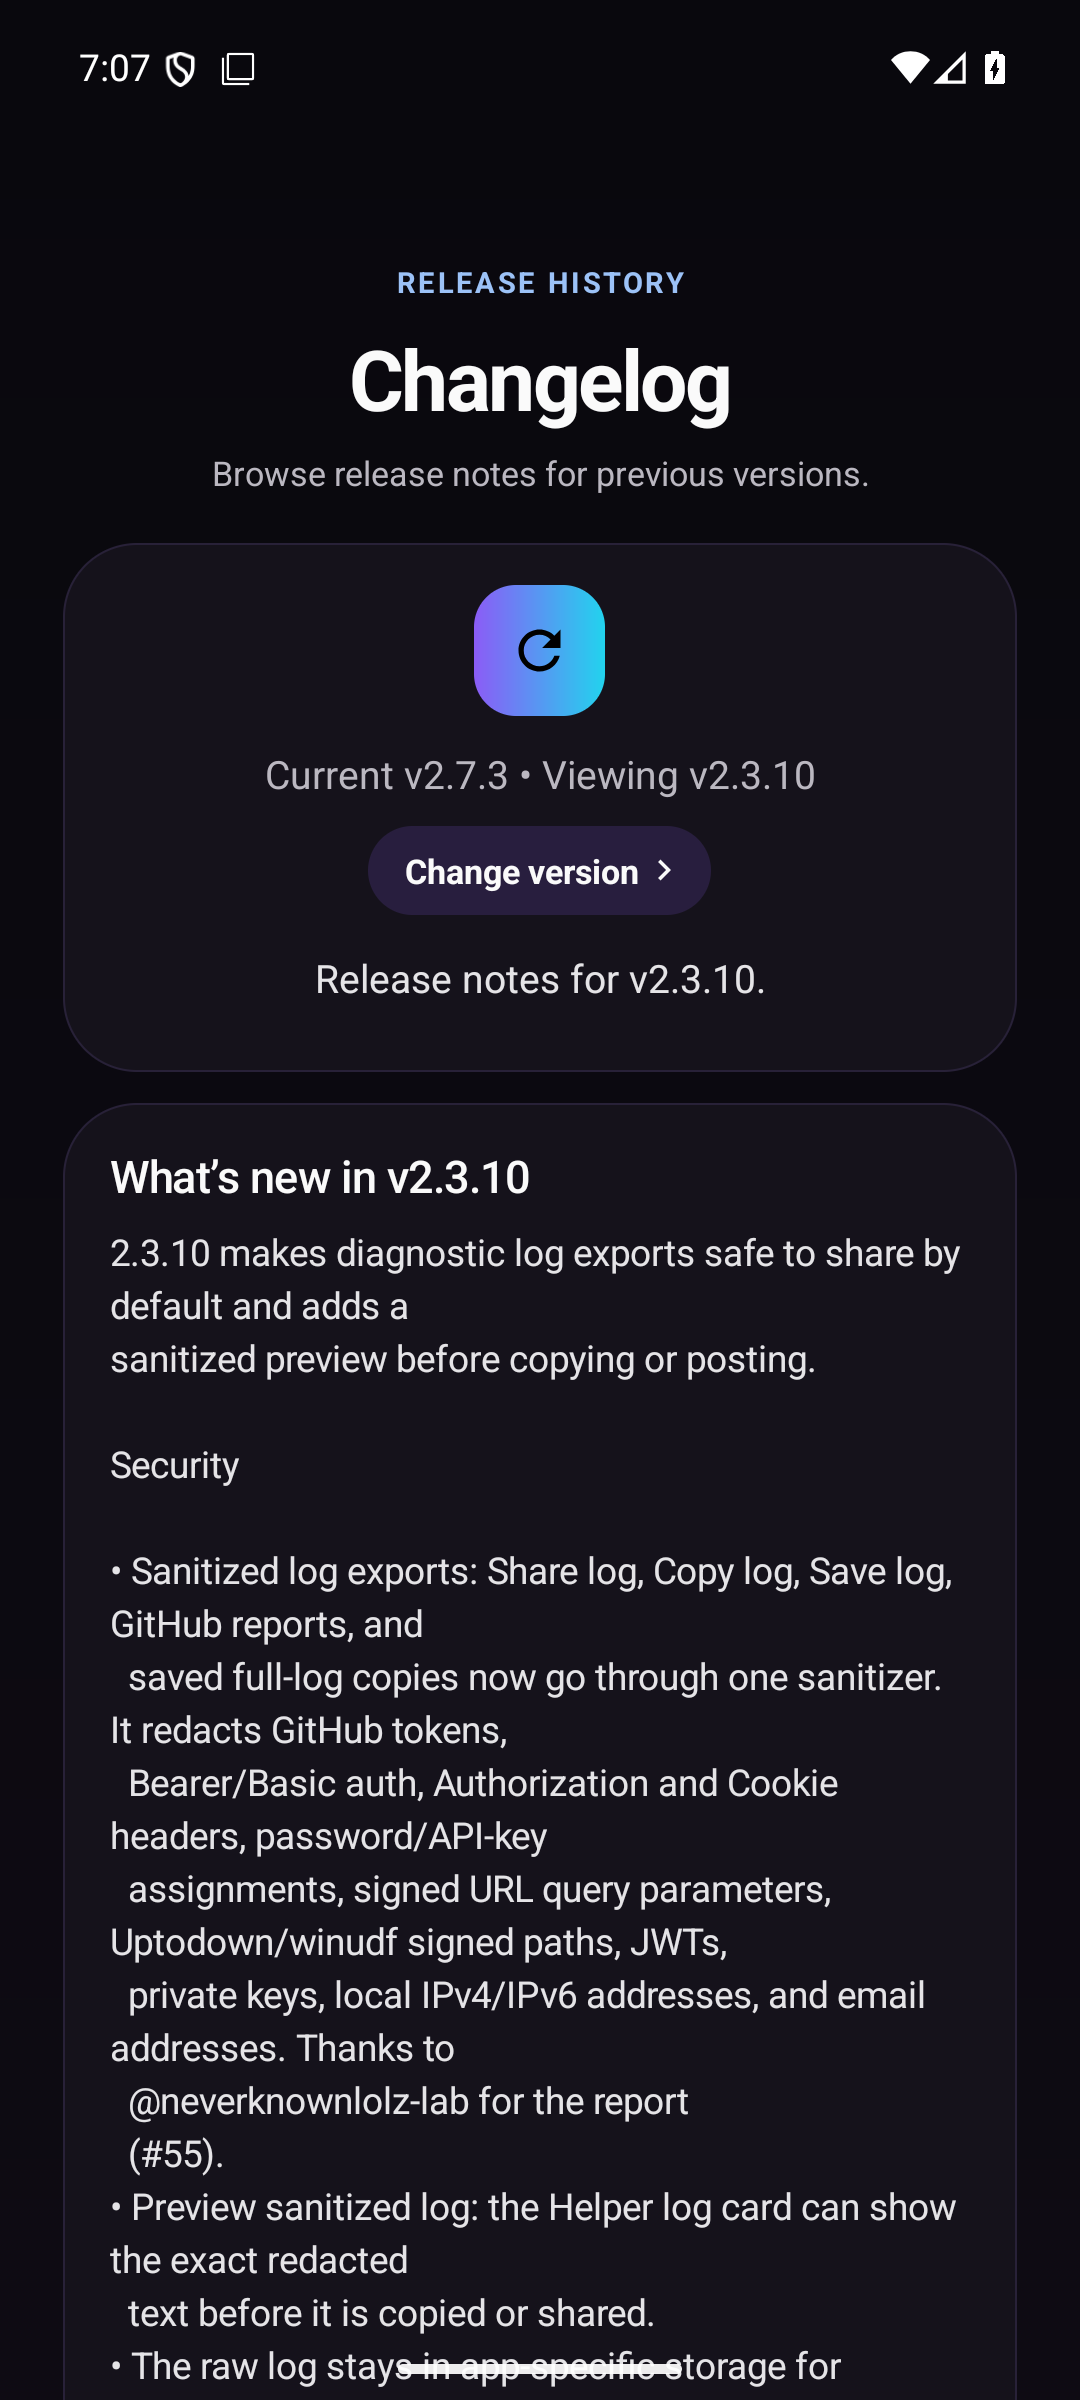 7:07
RELEASE HISTORY
Changelog
Browse release notes for previous versions.
Current v2.7.3 • Viewing v2.3.10
Change version
Release notes for v2.3.10.
What’s new in v2.3.10
2.3.10 makes diagnostic log exports safe to share by
default and adds a
sanitized preview before copying or posting.
Security
• Sanitized log exports: Share log, Copy log, Save log,
GitHub reports, and
saved full-log copies now go through one sanitizer.
It redacts GitHub tokens,
Bearer/Basic auth, Authorization and Cookie
headers, password/API-key
assignments, signed URL query parameters,
Uptodown/winudf signed paths, JWTs,
private keys, local IPv4/IPv6 addresses, and email
addresses. Thanks to
@neverknownlolz-lab for the report
(#55).
• Preview sanitized log: the Helper log card can show
the exact redacted
text before it is copied or shared.
• The raw log stays in app-specific storage for